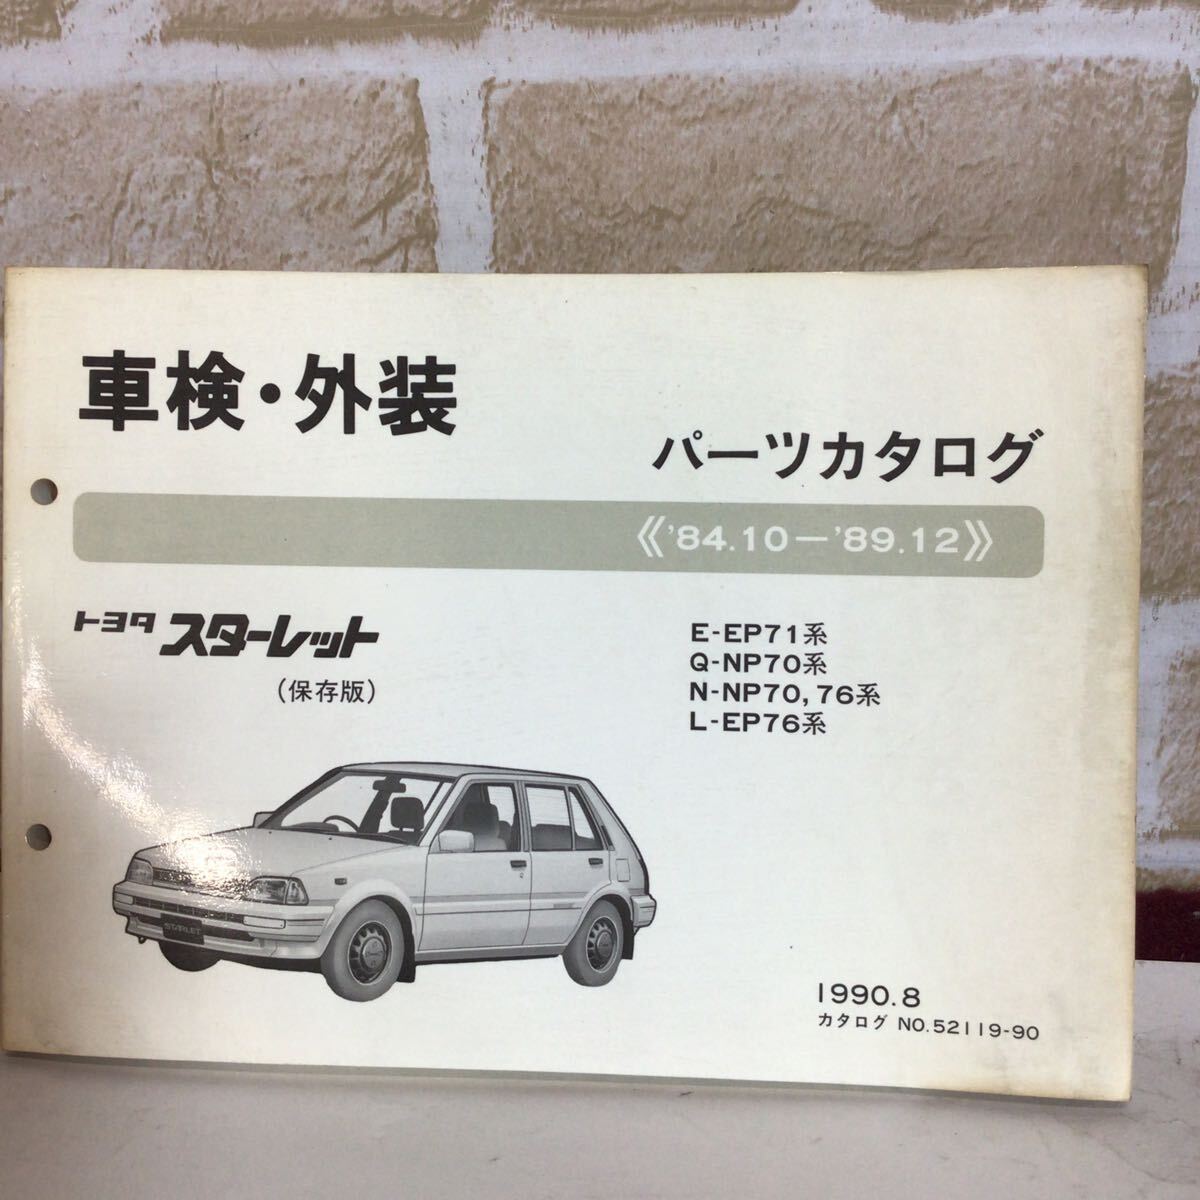 車検・外装
パーツカタログ
《'84.10－'89.12》
トヨタ スターレット
（保存版）
E-EP71系
Q-NP70系
N-NP70, 76系
L-EP76系
STARLET
1990.8
カタログ NO.52119-90